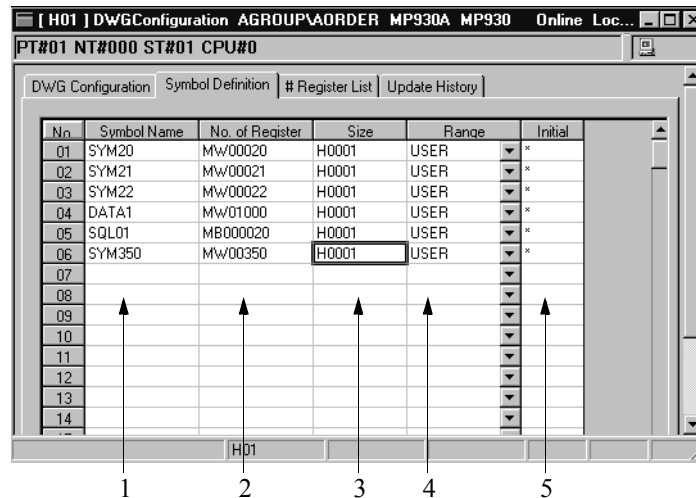 [ H01 ] DWGConfiguration AGROUP\AORDER MP930A MP930 Online Loc...
PT#01 NT#000 ST#01 CPU#0
DWG Configuration Symbol Definition # Register List Update History
No Symbol Name No. of Register Size Range Initial
01 SYM20 MW00020 H0001 USER *
02 SYM21 MW00021 H0001 USER *
03 SYM22 MW00022 H0001 USER *
04 DATA1 MW01000 H0001 USER *
05 SQL01 MB000020 H0001 USER *
06 SYM350 MW00350 H0001 USER *
07
08
09
10
11
12
13
14
H01
1 2 3 4 5